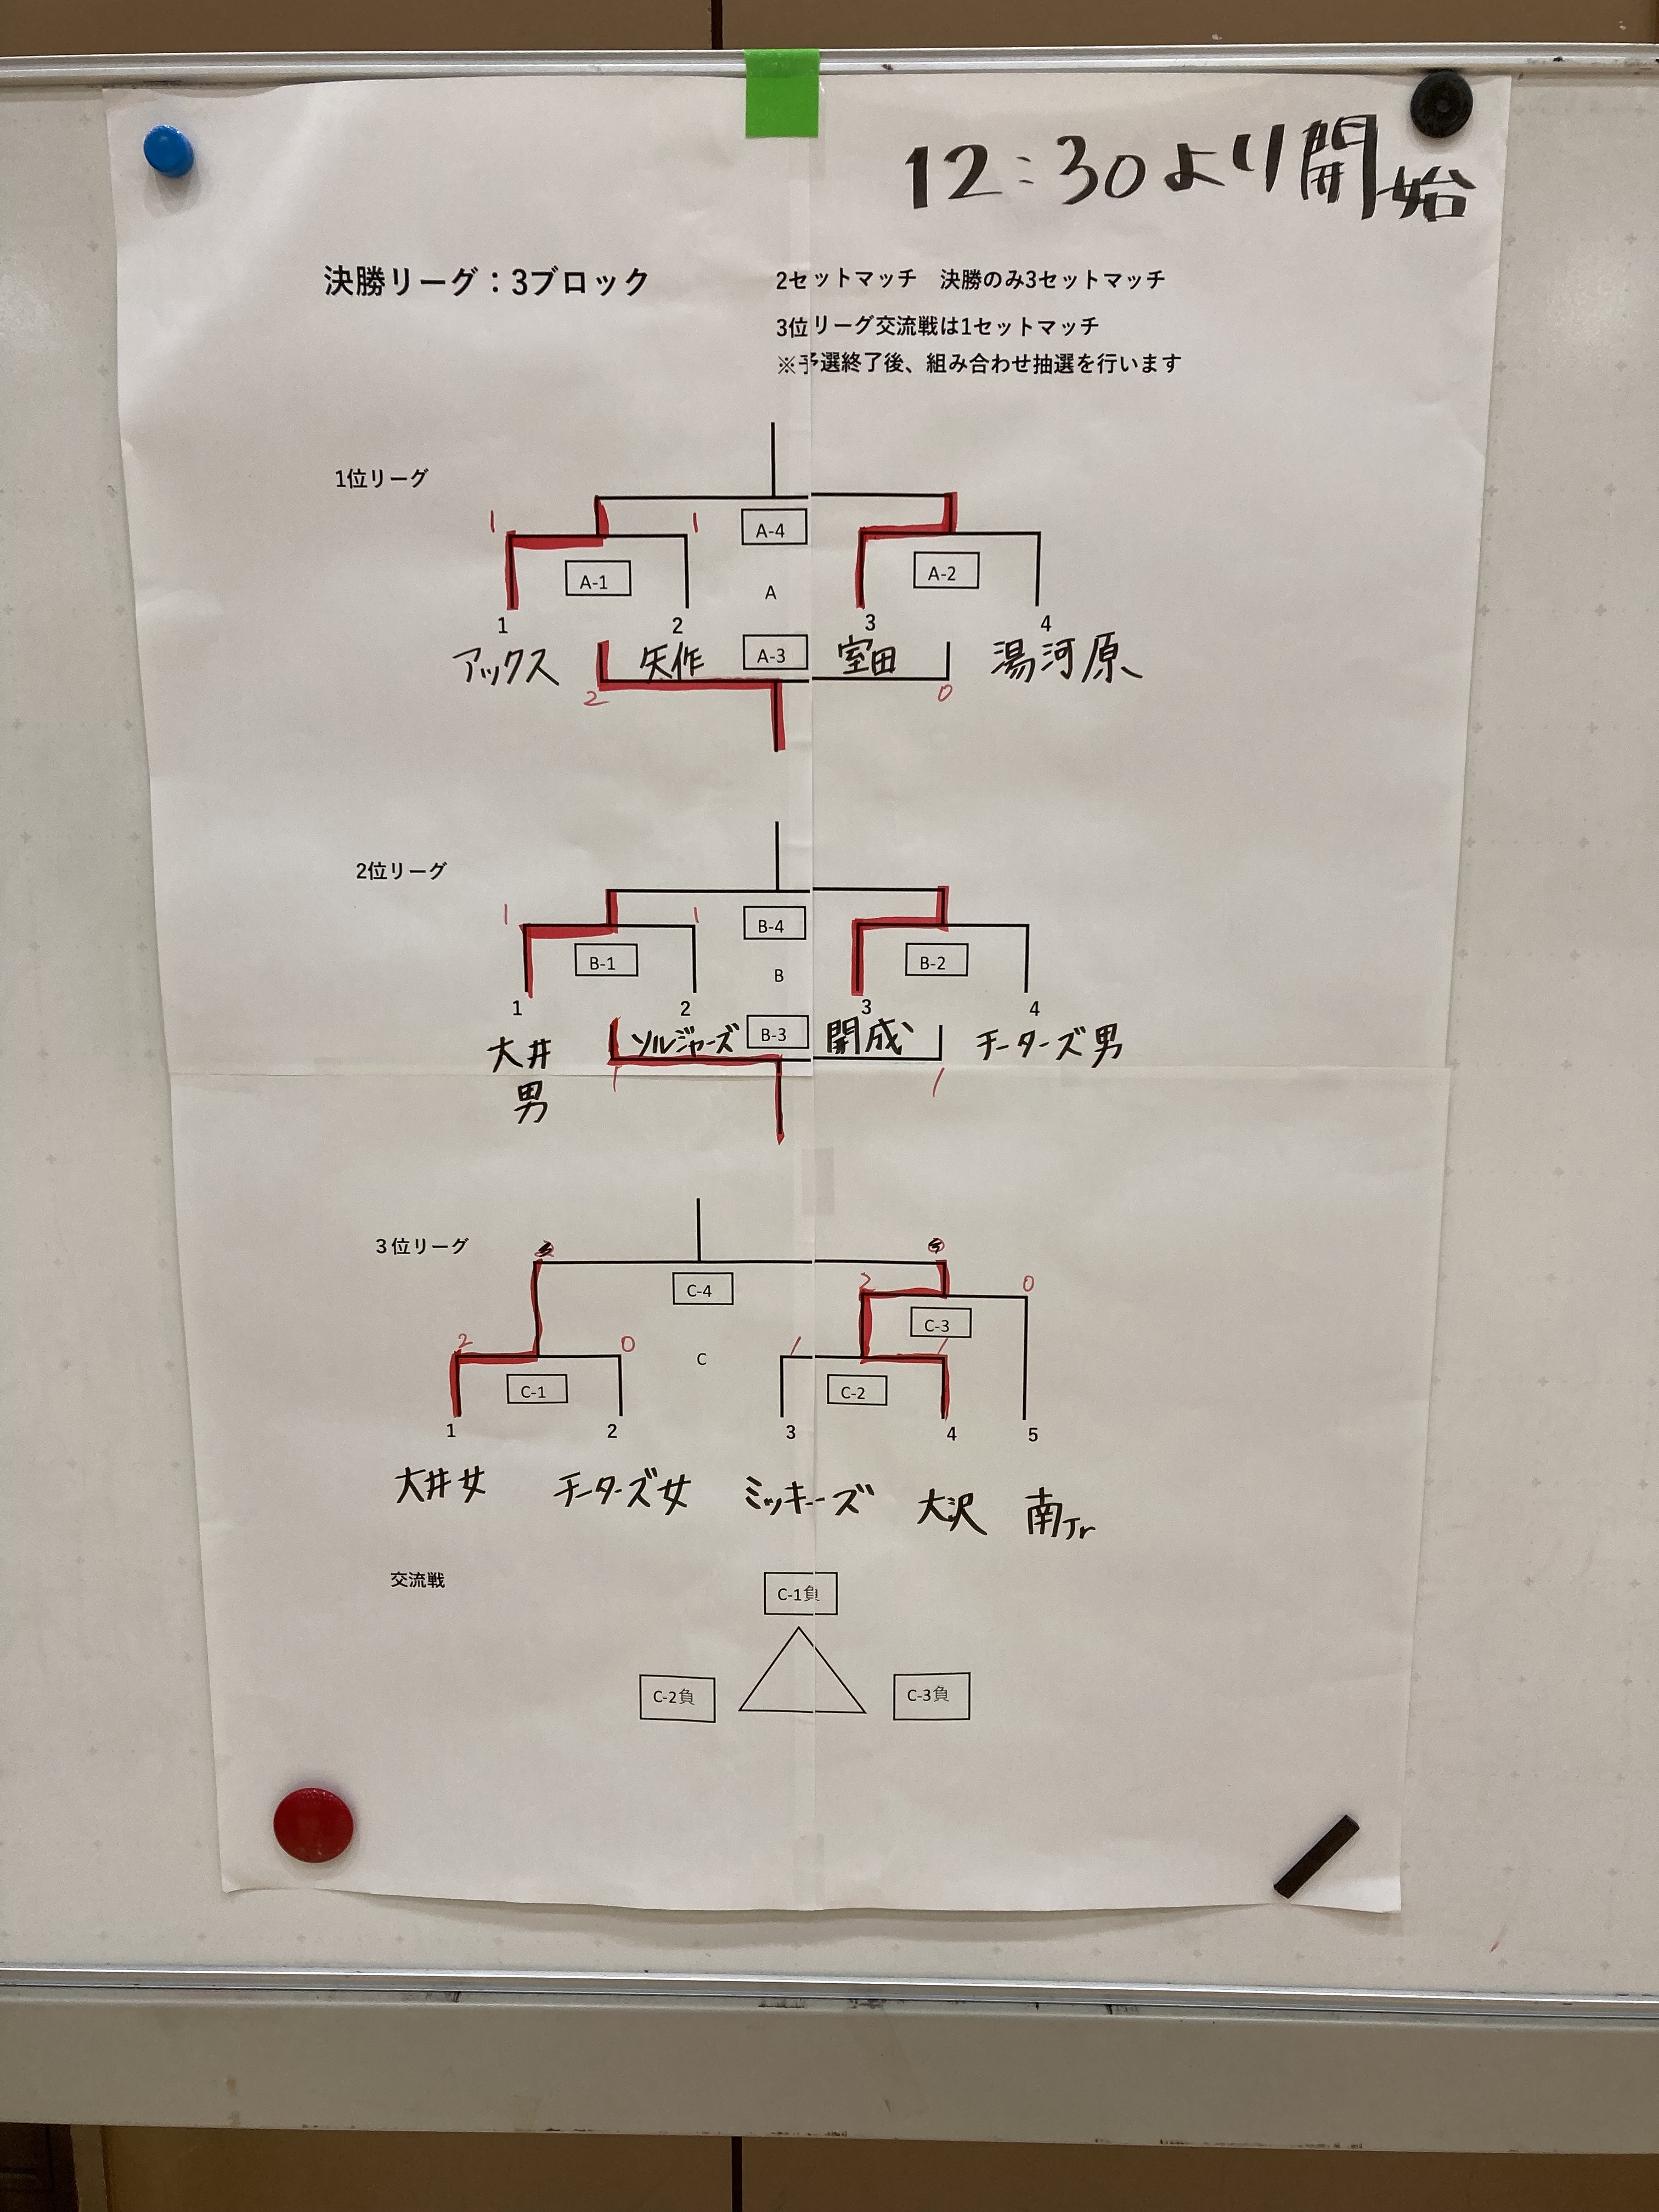 12:30より開始
決勝リーグ：3ブロック
2セットマッチ　決勝のみ3セットマッチ
3位リーグ交流戦は1セットマッチ
※予選終了後、組み合わせ抽選を行います
1位リーグ
1 1 A-4
A-1 A A-2
1 2 3 4
アックス 矢作 A-3 室田 湯河原
2 0
2位リーグ
1 1 B-4
B-1 B B-2
1 2 3 4
大井男 ソルジャーズ B-3 開成 チーターズ男
1 1
3位リーグ
C-4 2 0
C-3
2 0 C 1 1
C-1 C-2
1 2 3 4 5
大井女 チーターズ女 ミッキーズ 大沢 南Jr
交流戦
C-1負
C-2負 C-3負